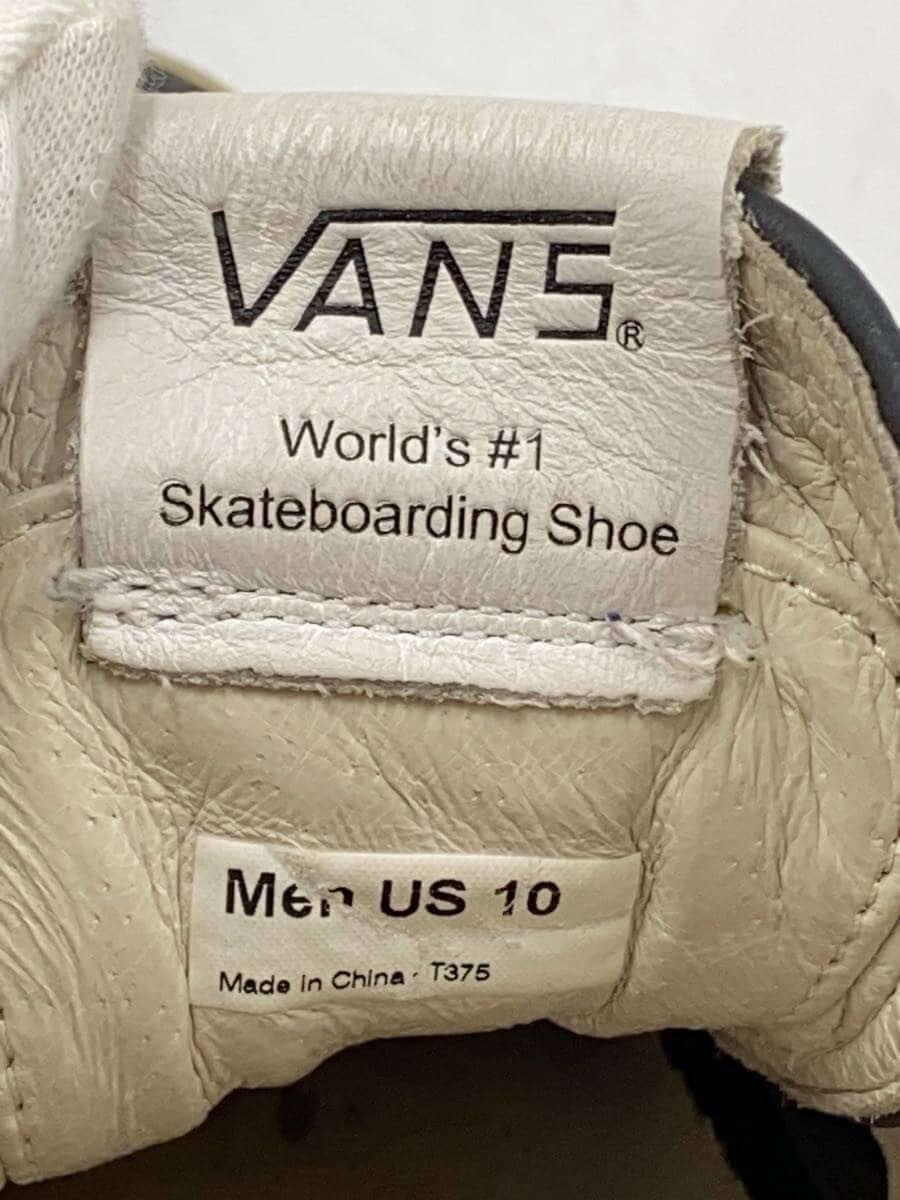 VANS®
World's #1
Skateboarding Shoe
Men US 10
Made in China · T375